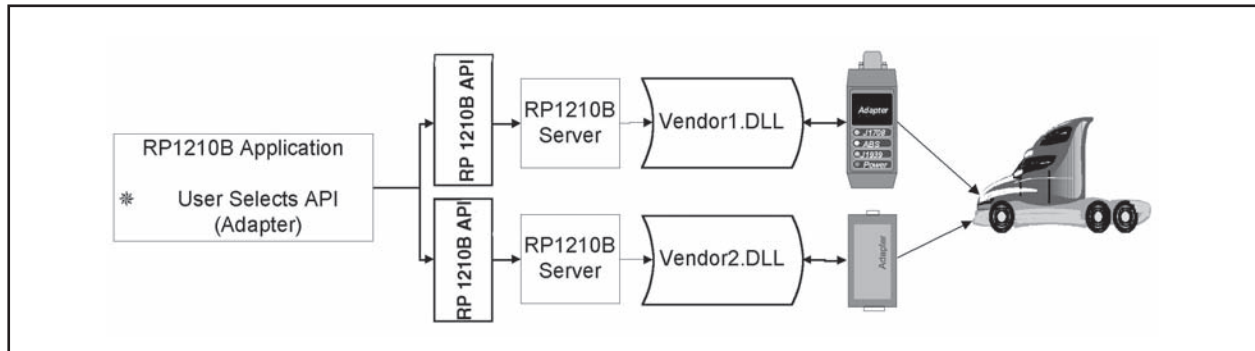 RP1210B Application
✵ User Selects API
(Adapter)
RP 1210B API
RP1210B
Server
Vendor1.DLL
Adapter
J1708
ABS
J1939
Power
RP 1210B API
RP1210B
Server
Vendor2.DLL
Adapter